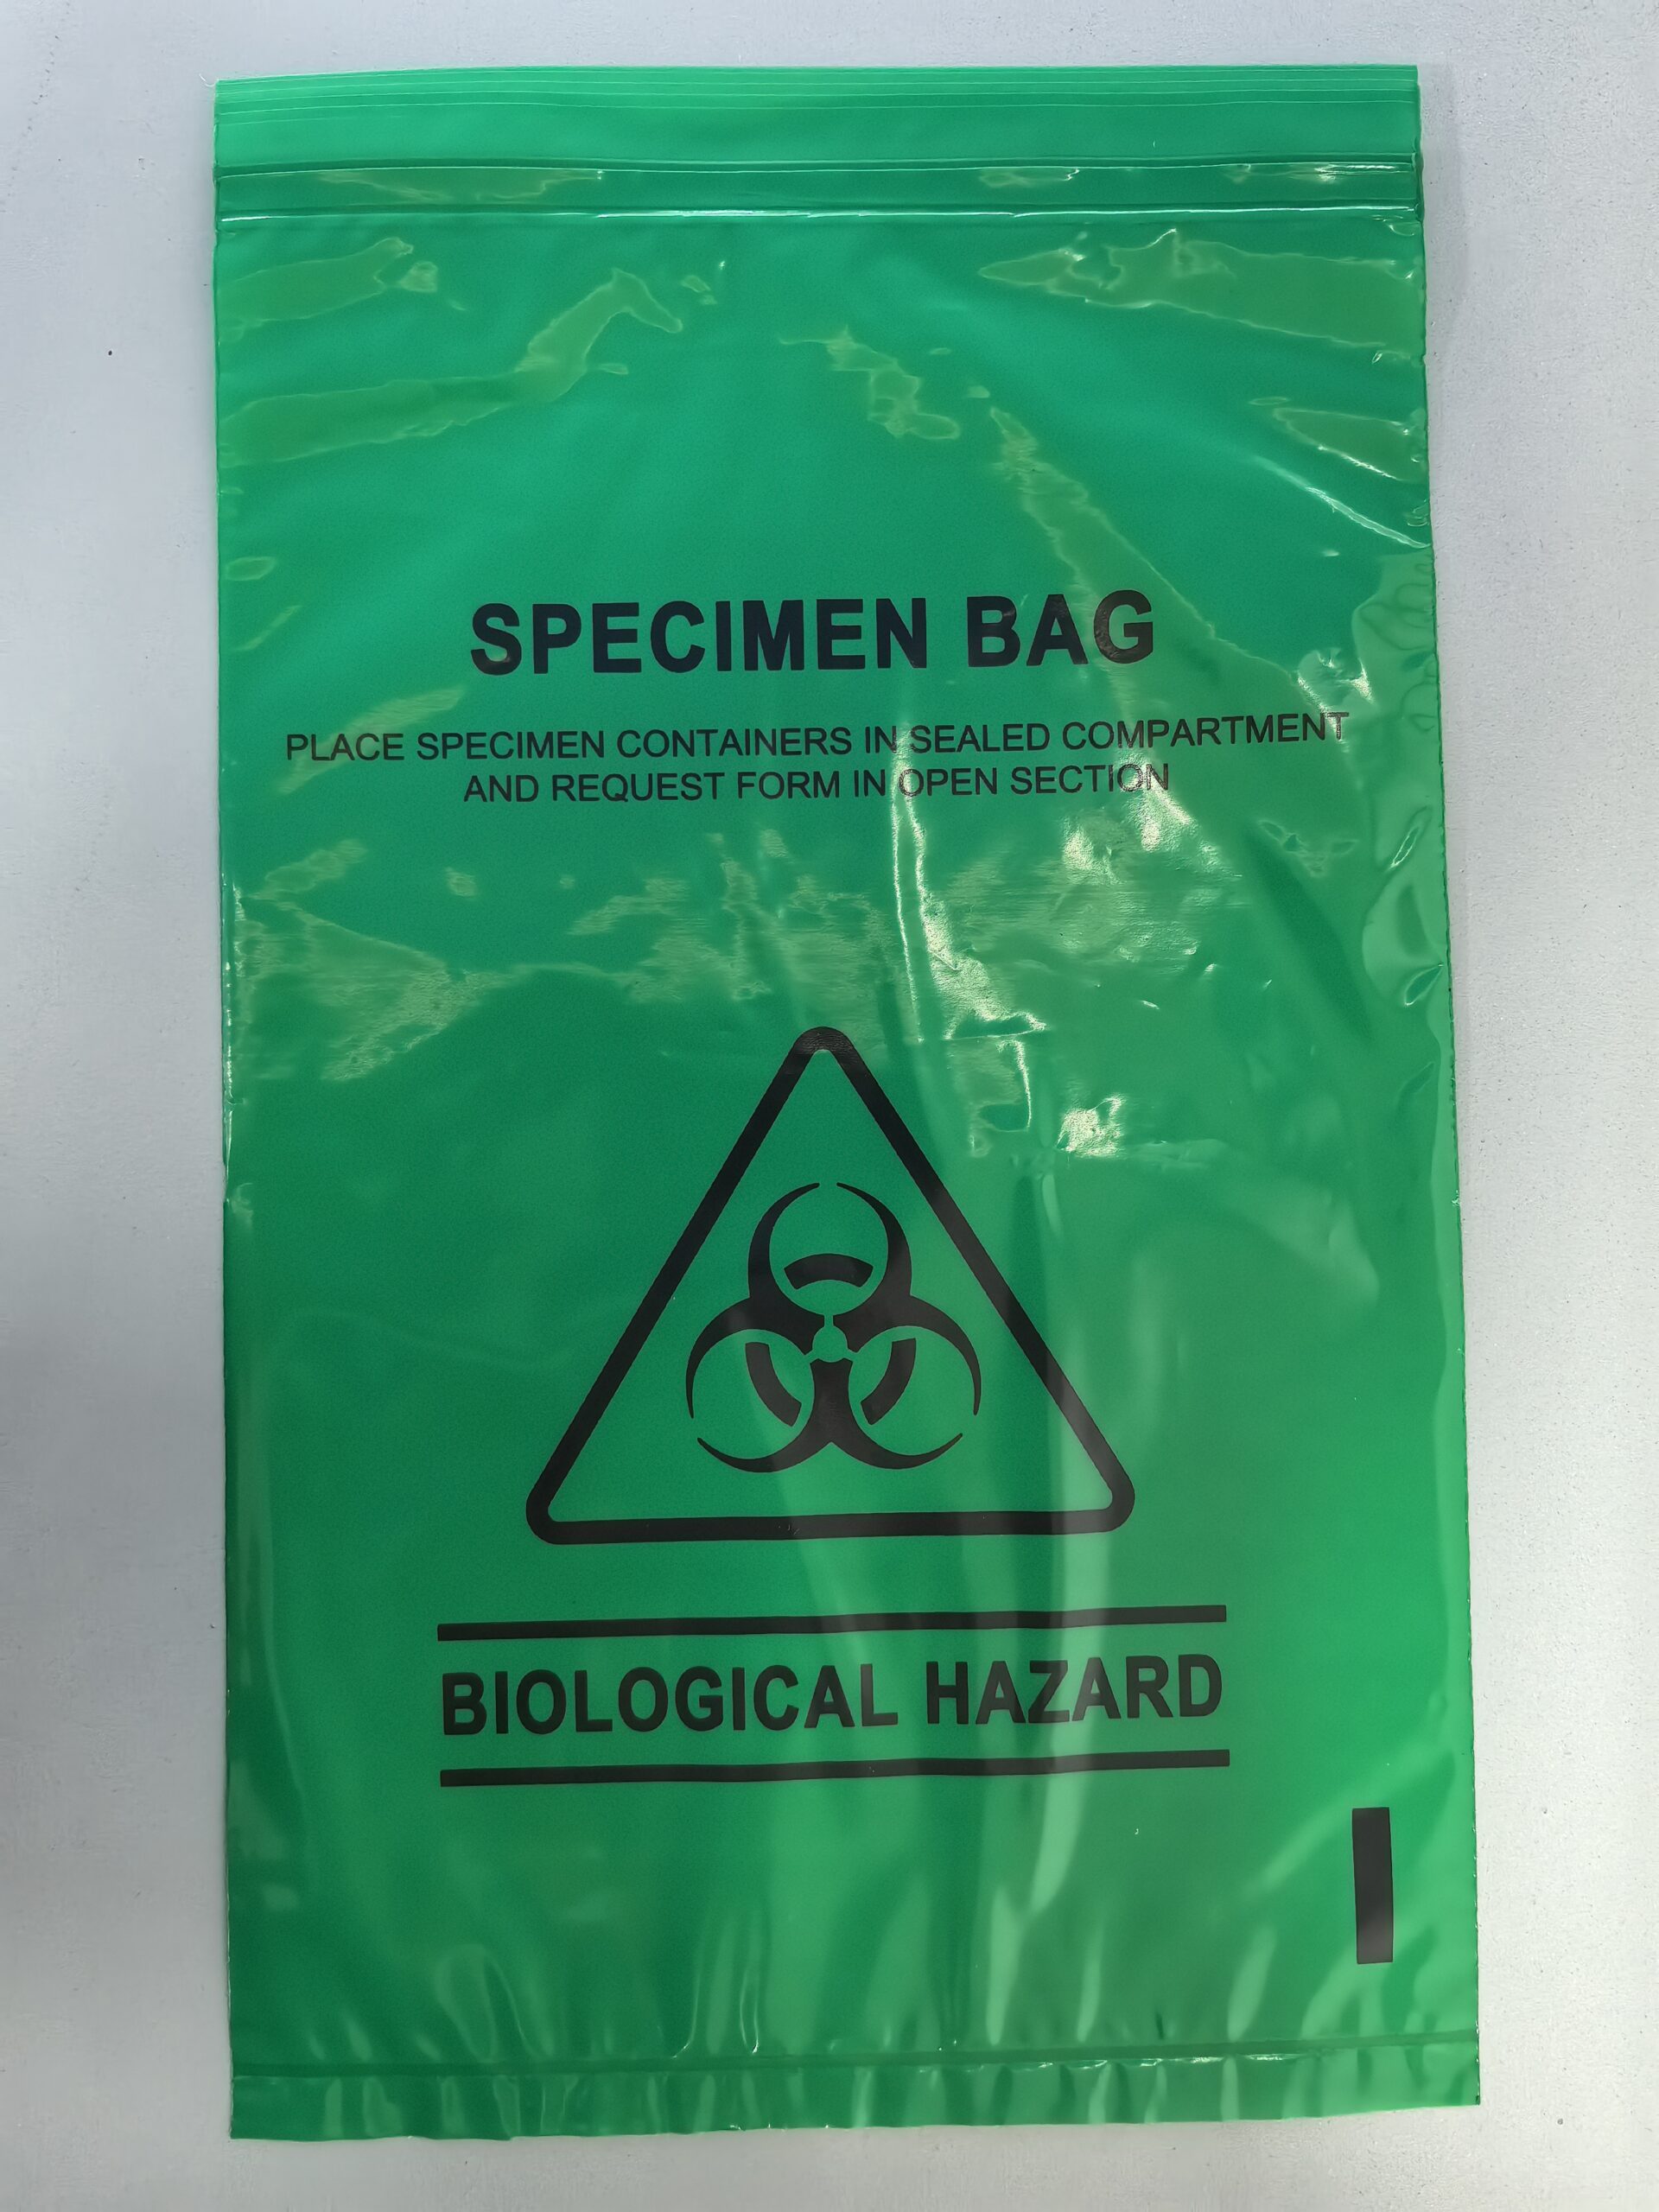 SPECIMEN BAG
PLACE SPECIMEN CONTAINERS IN SEALED COMPARTMENT
AND REQUEST FORM IN OPEN SECTION
BIOLOGICAL HAZARD